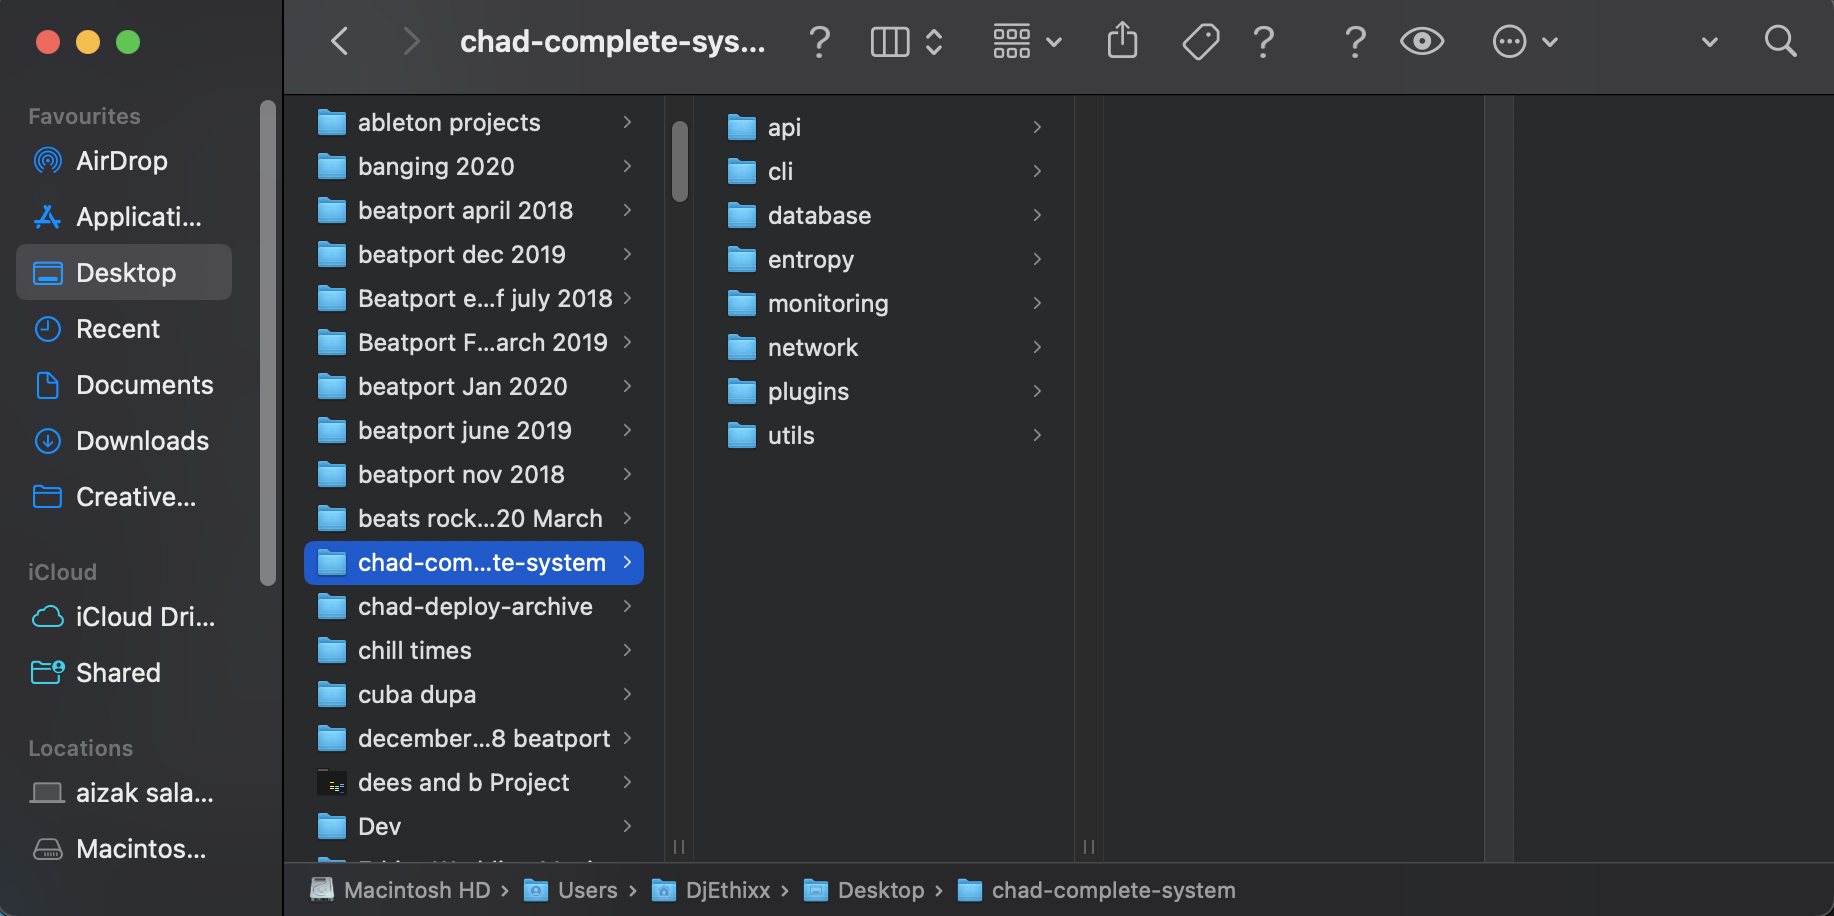 chad-complete-sys...
Favourites
AirDrop
Applicati...
Desktop
Recent
Documents
Downloads
Creative...
iCloud
iCloud Dri...
Shared
Locations
aizak sala...
Macintos...
ableton projects
banging 2020
beatport april 2018
beatport dec 2019
Beatport e...f july 2018
Beatport F...arch 2019
beatport Jan 2020
beatport june 2019
beatport nov 2018
beats rock...20 March
chad-com...te-system
chad-deploy-archive
chill times
cuba dupa
december...8 beatport
dees and b Project
Dev
api
cli
database
entropy
monitoring
network
plugins
utils
Macintosh HD › Users › DjEthixx › Desktop › chad-complete-system